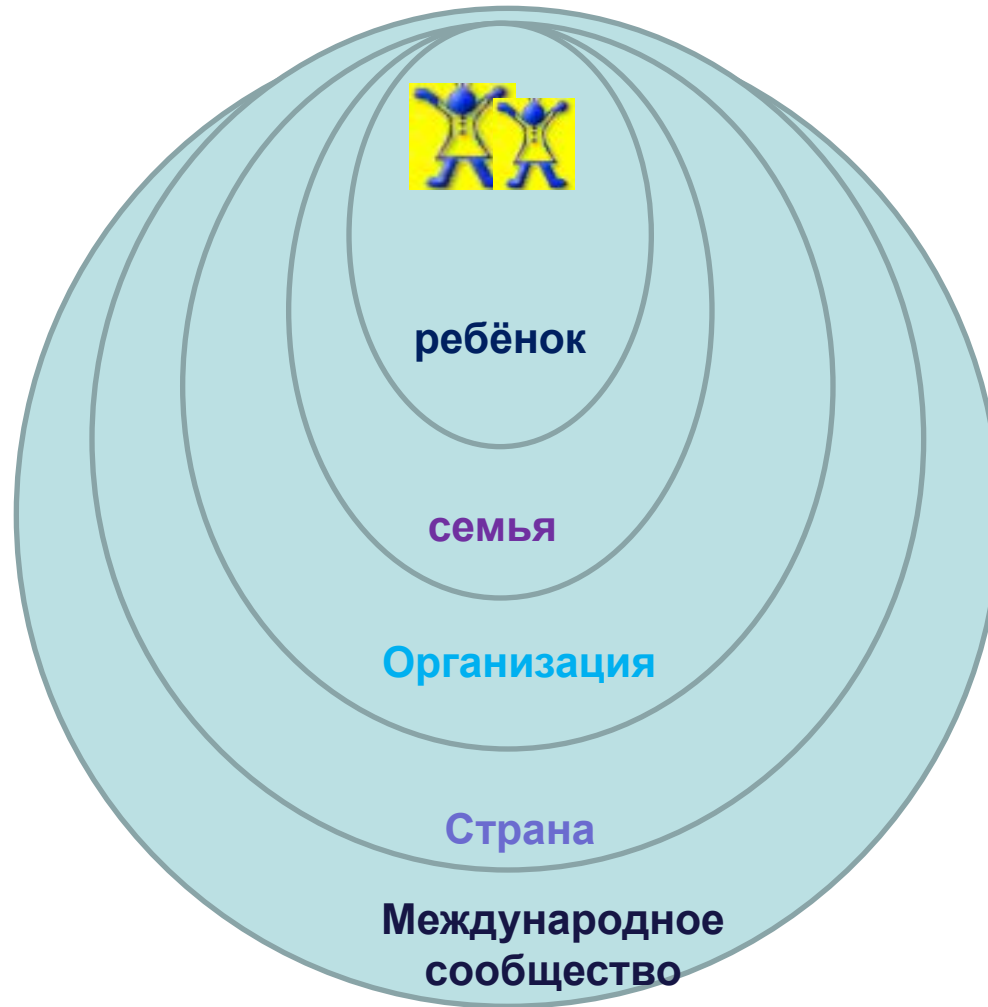 ребёнок
семья
Организация
Страна
Международное
сообщество